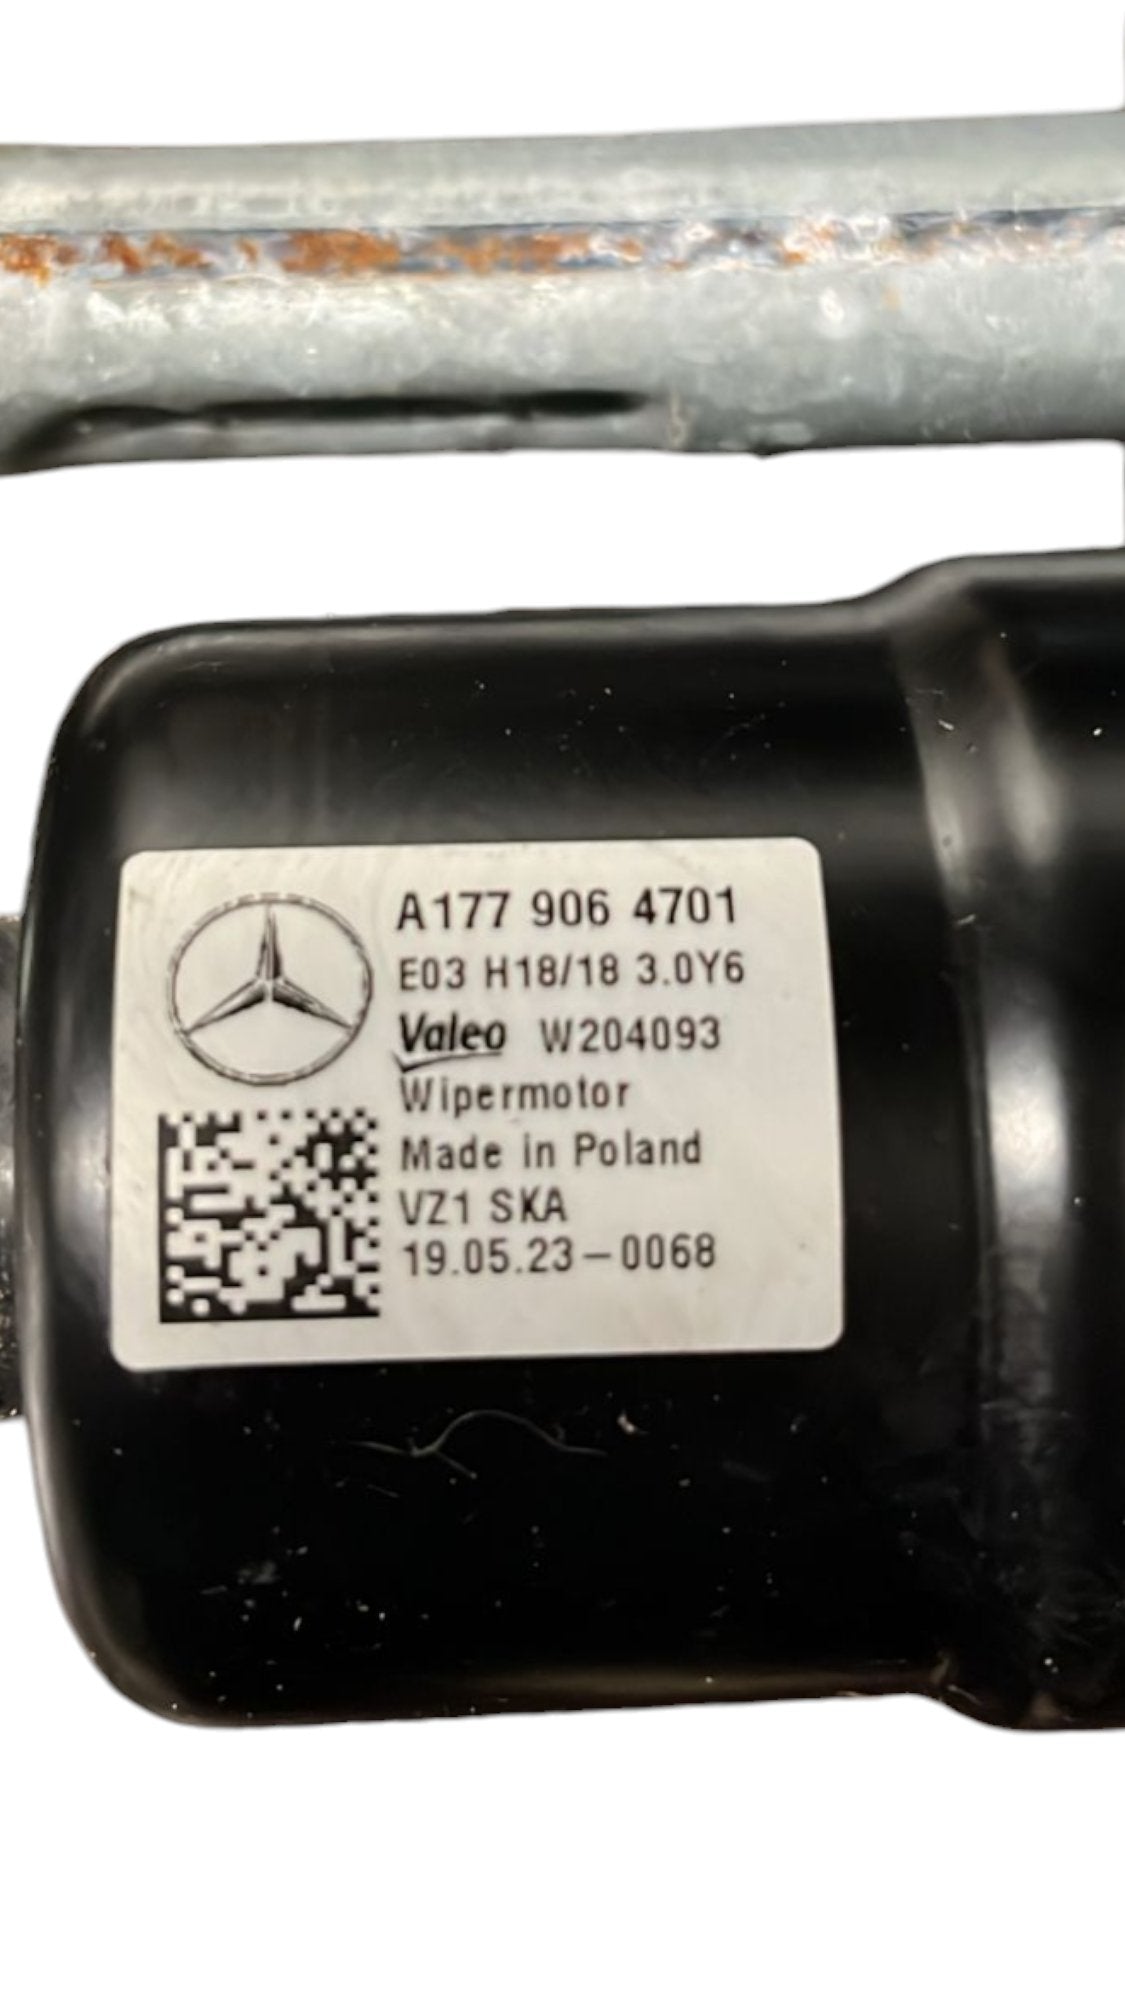 A177 906 4701
E03 H18/18 3.0Y6
Valeo W204093
Wipermotor
Made in Poland
VZ1 SKA
19.05.23-0068